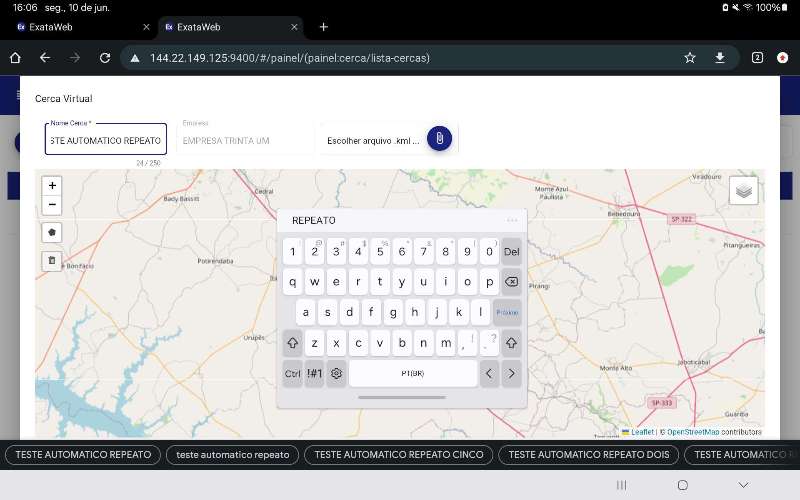 16:06 seg., 10 de jun. 100%
Ex ExataWeb × Ex ExataWeb × +
144.22.149.125:9400/#/painel/(painel:cerca/lista-cercas) 2
Cerca Virtual
Nome Cerca *
STE AUTOMATICO REPEATO
24 / 250
Empresa
EMPRESA TRINTA UM
Escolher arquivo .kml ...
+
−
Viradouro
Cedral
Bady Bassitt
Monte Azul
Paulista
Bebedouro
SP-322
Pitangueiras
Potirendaba
e Bonifácio
Pirangi
Urupês
Monte Alto
Jaboticabal
SP-333
Guariba
Leaflet | © OpenStreetMap contributors
REPEATO ...
1 2 3 4 5 6 7 8 9 0 Del
q w e r t y u i o p
a s d f g h j k l Próximo
z x c v b n m , ! . ?
Ctrl !#1 PT(BR) < >
TESTE AUTOMATICO REPEATO
teste automatico repeato
TESTE AUTOMATICO REPEATO CINCO
TESTE AUTOMATICO REPEATO DOIS
TESTE AUTOMATICO R